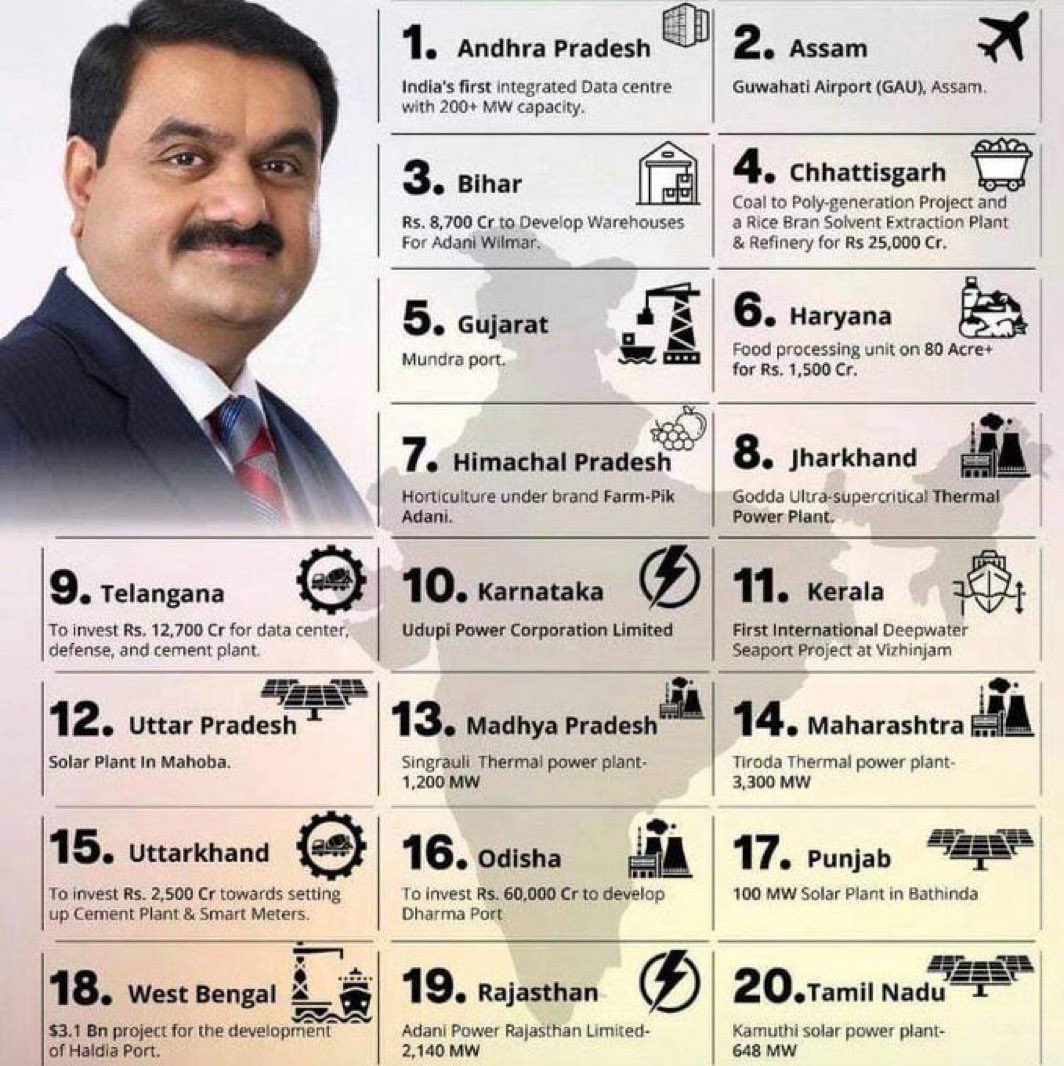 1. Andhra Pradesh
India's first integrated Data centre
with 200+ MW capacity.
2. Assam
Guwahati Airport (GAU), Assam.
3. Bihar
Rs. 8,700 Cr to Develop Warehouses
For Adani Wilmar.
4. Chhattisgarh
Coal to Poly-generation Project and
a Rice Bran Solvent Extraction Plant
& Refinery for Rs 25,000 Cr.
5. Gujarat
Mundra port.
6. Haryana
Food processing unit on 80 Acre+
for Rs. 1,500 Cr.
7. Himachal Pradesh
Horticulture under brand Farm-Pik
Adani.
8. Jharkhand
Godda Ultra-supercritical Thermal
Power Plant.
9. Telangana
To invest Rs. 12,700 Cr for data center,
defense, and cement plant.
10. Karnataka
Udupi Power Corporation Limited
11. Kerala
First International Deepwater
Seaport Project at Vizhinjam
12. Uttar Pradesh
Solar Plant In Mahoba.
13. Madhya Pradesh
Singrauli Thermal power plant-
1,200 MW
14. Maharashtra
Tiroda Thermal power plant-
3,300 MW
15. Uttarkhand
To invest Rs. 2,500 Cr towards setting
up Cement Plant & Smart Meters.
16. Odisha
To invest Rs. 60,000 Cr to develop
Dharma Port
17. Punjab
100 MW Solar Plant in Bathinda
18. West Bengal
$3.1 Bn project for the development
of Haldia Port.
19. Rajasthan
Adani Power Rajasthan Limited-
2,140 MW
20. Tamil Nadu
Kamuthi solar power plant-
648 MW